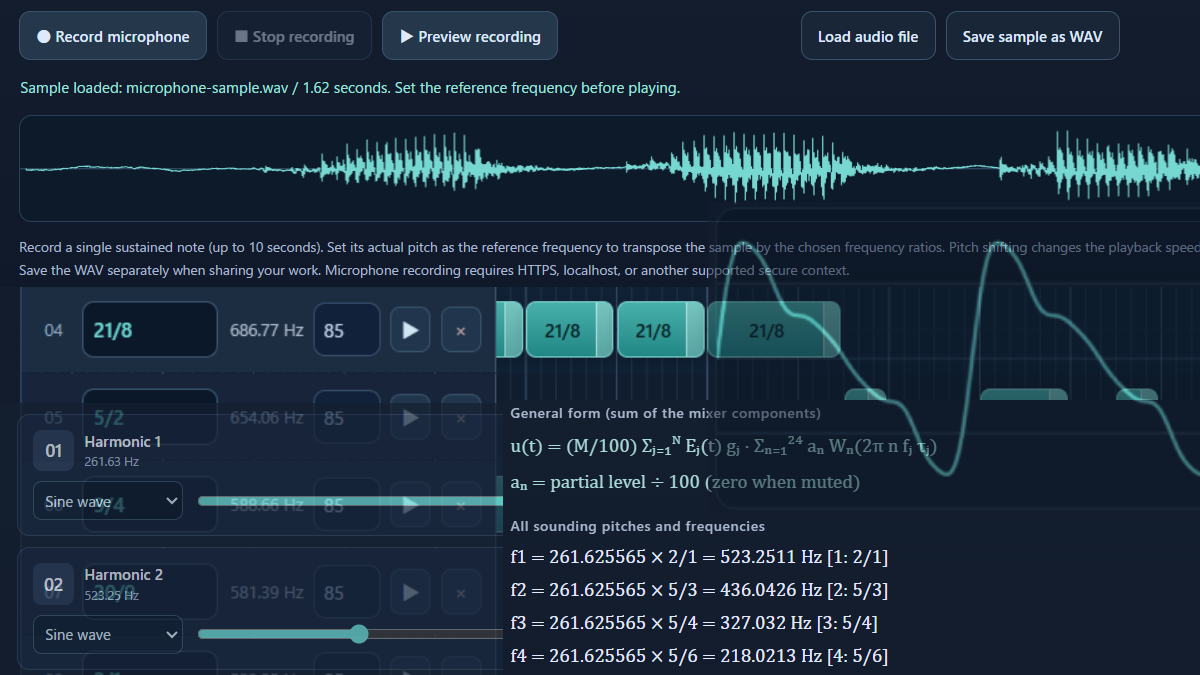 Record microphone
Stop recording
Preview recording
Load audio file
Save sample as WAV
Sample loaded: microphone-sample.wav / 1.62 seconds. Set the reference frequency before playing.
Record a single sustained note (up to 10 seconds). Set its actual pitch as the reference frequency to transpose the sample by the chosen frequency ratios. Pitch shifting changes the playback speed
Save the WAV separately when sharing your work. Microphone recording requires HTTPS, localhost, or another supported secure context.
04 21/8 686.77 Hz 85 ▶ ×
21/8 21/8 21/8
05 5/2 654.06 Hz 85 ▶ ×
01 Harmonic 1
261.63 Hz
Sine wave
9/4 588.66 Hz 85 ▶ ×
02 Harmonic 2
523.25 Hz
581.39 Hz 85 ▶ ×
Sine wave
General form (sum of the mixer components)
u(t) = (M/100) Σⱼ₌₁ᴺ Eⱼ(t) gⱼ · Σₙ₌₁²⁴ aₙ Wₙ(2π n fⱼ τⱼ)
aₙ = partial level ÷ 100 (zero when muted)
All sounding pitches and frequencies
f1 = 261.625565 × 2/1 = 523.2511 Hz [1: 2/1]
f2 = 261.625565 × 5/3 = 436.0426 Hz [2: 5/3]
f3 = 261.625565 × 5/4 = 327.032 Hz [3: 5/4]
f4 = 261.625565 × 5/6 = 218.0213 Hz [4: 5/6]